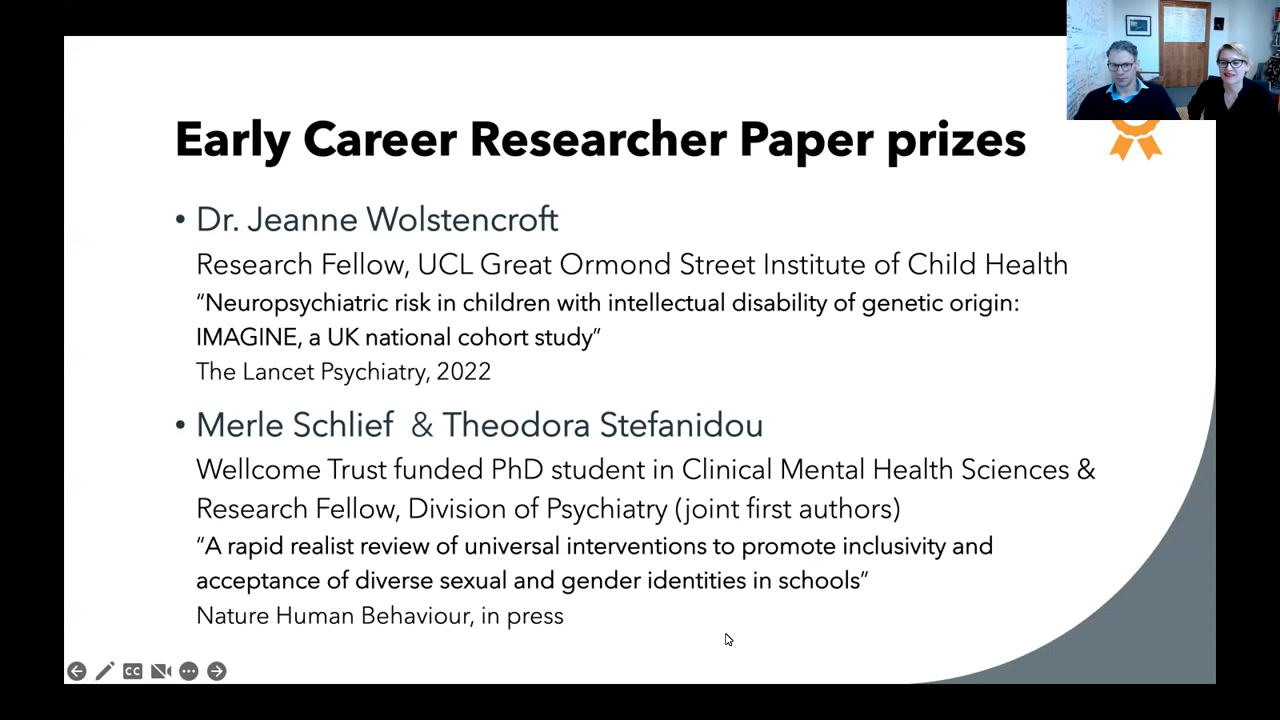 Early Career Researcher Paper prizes
• Dr. Jeanne Wolstencroft
Research Fellow, UCL Great Ormond Street Institute of Child Health
“Neuropsychiatric risk in children with intellectual disability of genetic origin:
IMAGINE, a UK national cohort study”
The Lancet Psychiatry, 2022
• Merle Schlief & Theodora Stefanidou
Wellcome Trust funded PhD student in Clinical Mental Health Sciences &
Research Fellow, Division of Psychiatry (joint first authors)
“A rapid realist review of universal interventions to promote inclusivity and
acceptance of diverse sexual and gender identities in schools”
Nature Human Behaviour, in press
CC